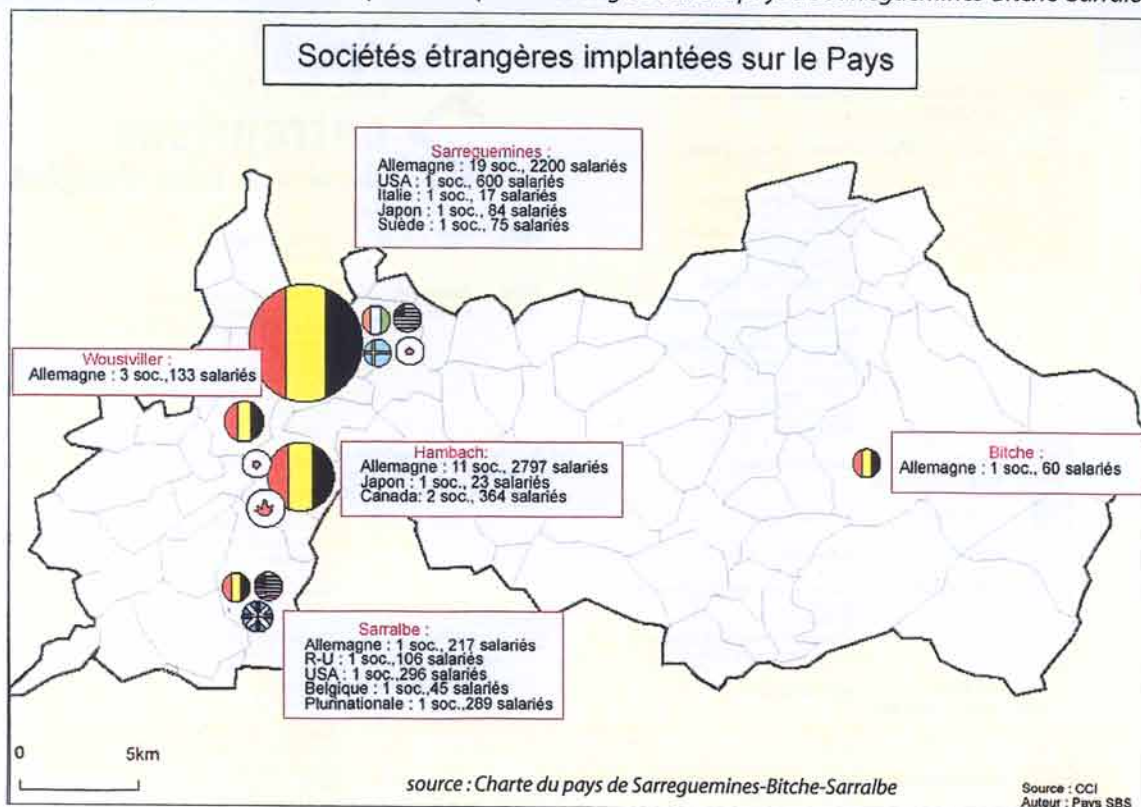 Sarreguemines-Bitche-Sarralbe
Sociétés étrangères implantées sur le Pays
Sarreguemines :
Allemagne : 19 soc., 2200 salariés
USA : 1 soc., 600 salariés
Italie : 1 soc., 17 salariés
Japon : 1 soc., 84 salariés
Suède : 1 soc., 75 salariés
Woustviller :
Allemagne : 3 soc.,133 salariés
Hambach:
Allemagne : 11 soc., 2797 salariés
Japon : 1 soc., 23 salariés
Canada: 2 soc., 364 salariés
Bitche :
Allemagne : 1 soc., 60 salariés
Sarralbe :
Allemagne : 1 soc., 217 salariés
R-U : 1 soc.,106 salariés
USA : 1 soc.,296 salariés
Belgique : 1 soc.,45 salariés
Plurinationale : 1 soc.,289 salariés
0 5km
source : Charte du pays de Sarreguemines-Bitche-Sarralbe
Source : CCI
Auteur : Pays SBS